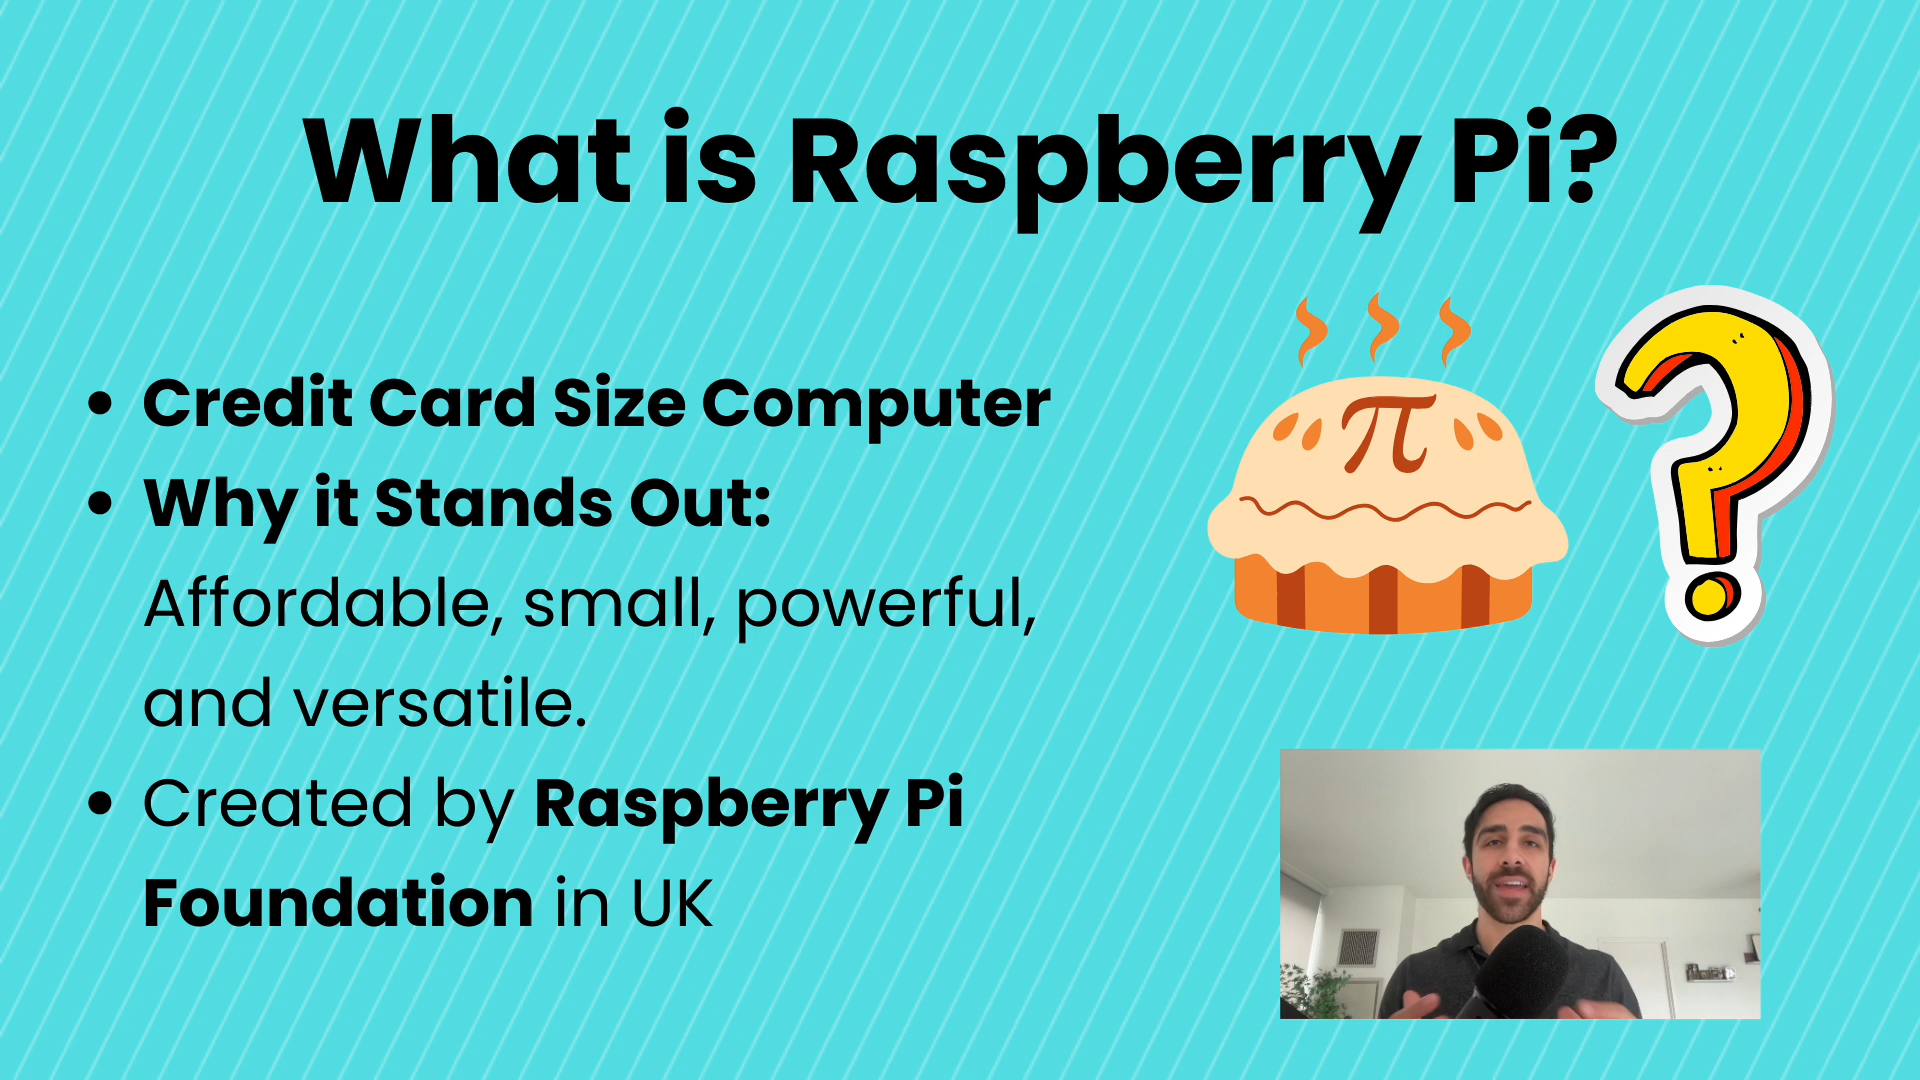 What is Raspberry Pi?
• Credit Card Size Computer
• Why it Stands Out:
Affordable, small, powerful,
and versatile.
• Created by Raspberry Pi
Foundation in UK
π